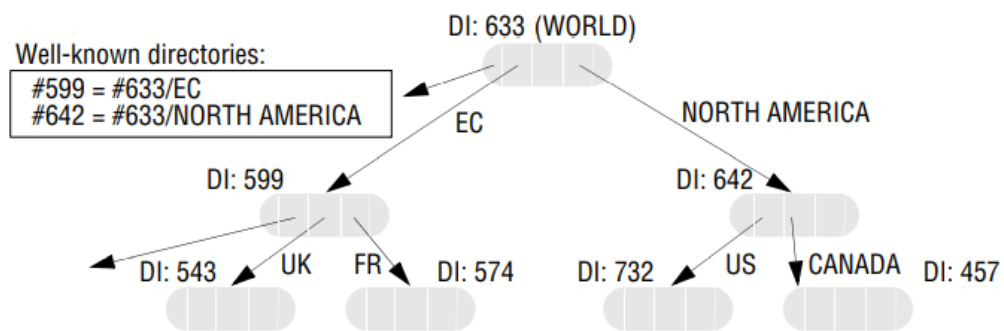 DI: 633 (WORLD)
Well-known directories:
#599 = #633/EC
#642 = #633/NORTH AMERICA
EC
NORTH AMERICA
DI: 599
DI: 642
DI: 543
UK
FR
DI: 574
DI: 732
US
CANADA
DI: 457